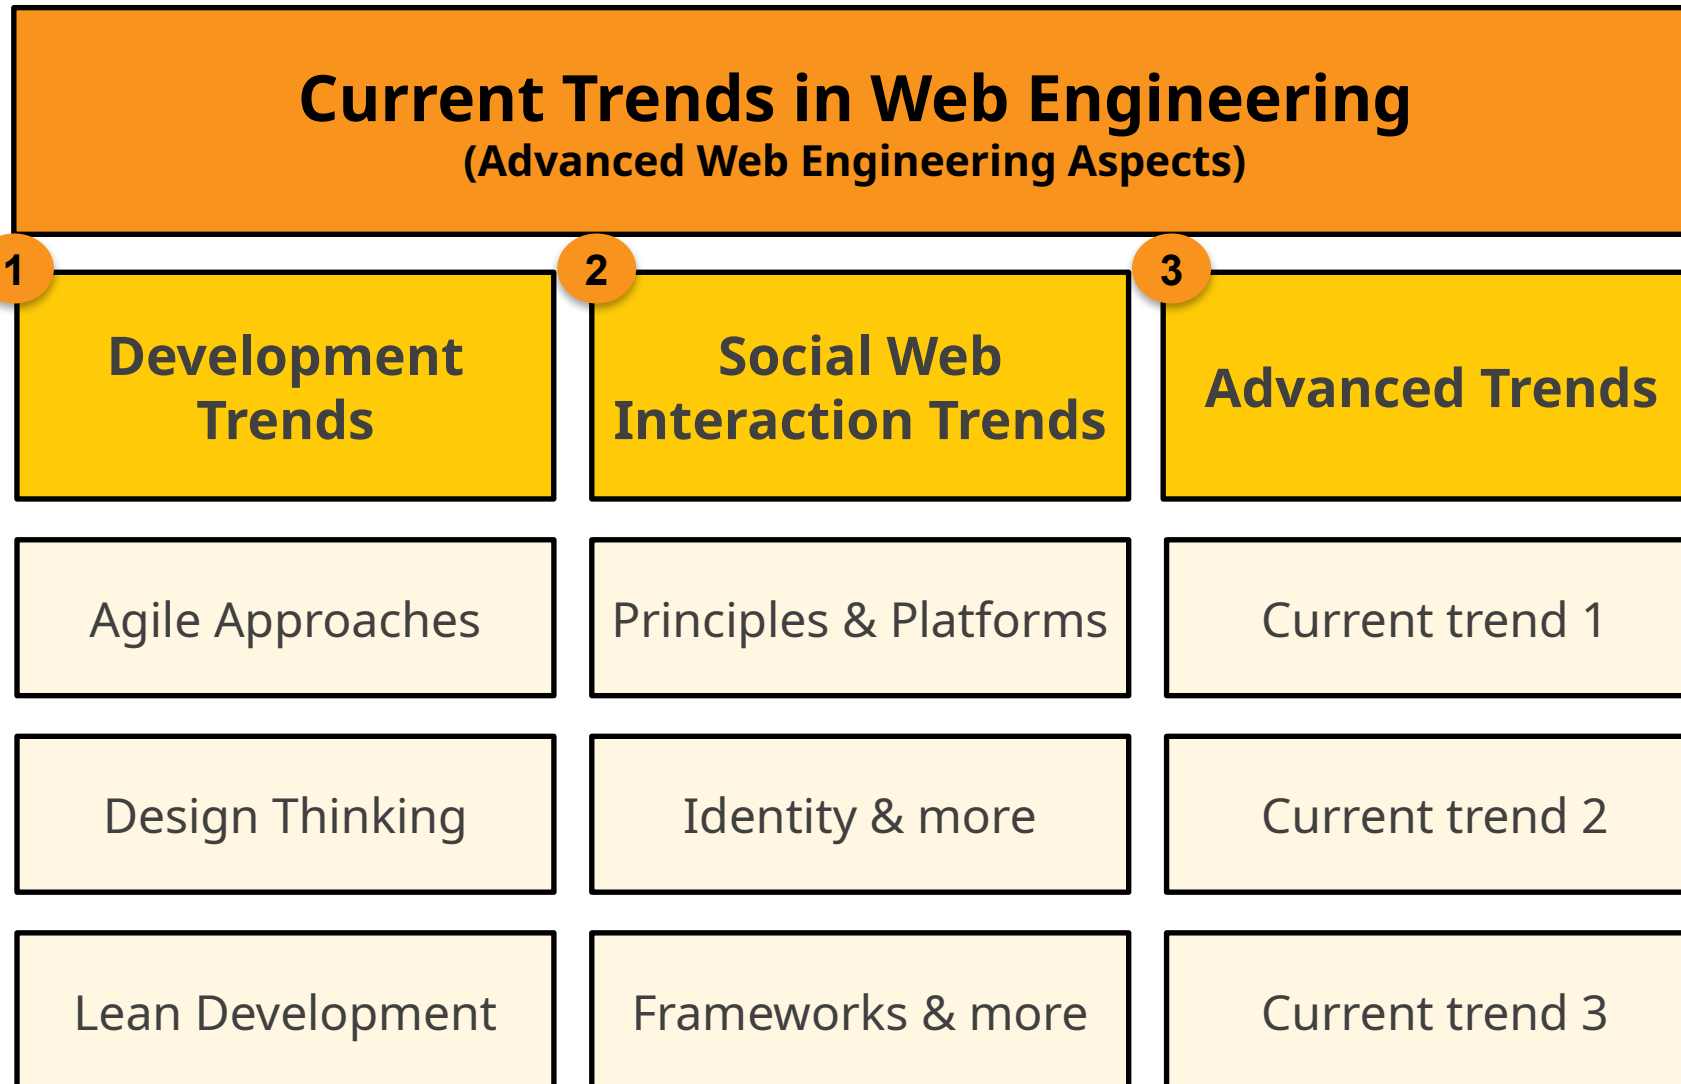 Current Trends in Web Engineering
(Advanced Web Engineering Aspects)
1
Development
Trends
2
Social Web
Interaction Trends
3
Advanced Trends
Agile Approaches
Principles & Platforms
Current trend 1
Design Thinking
Identity & more
Current trend 2
Lean Development
Frameworks & more
Current trend 3